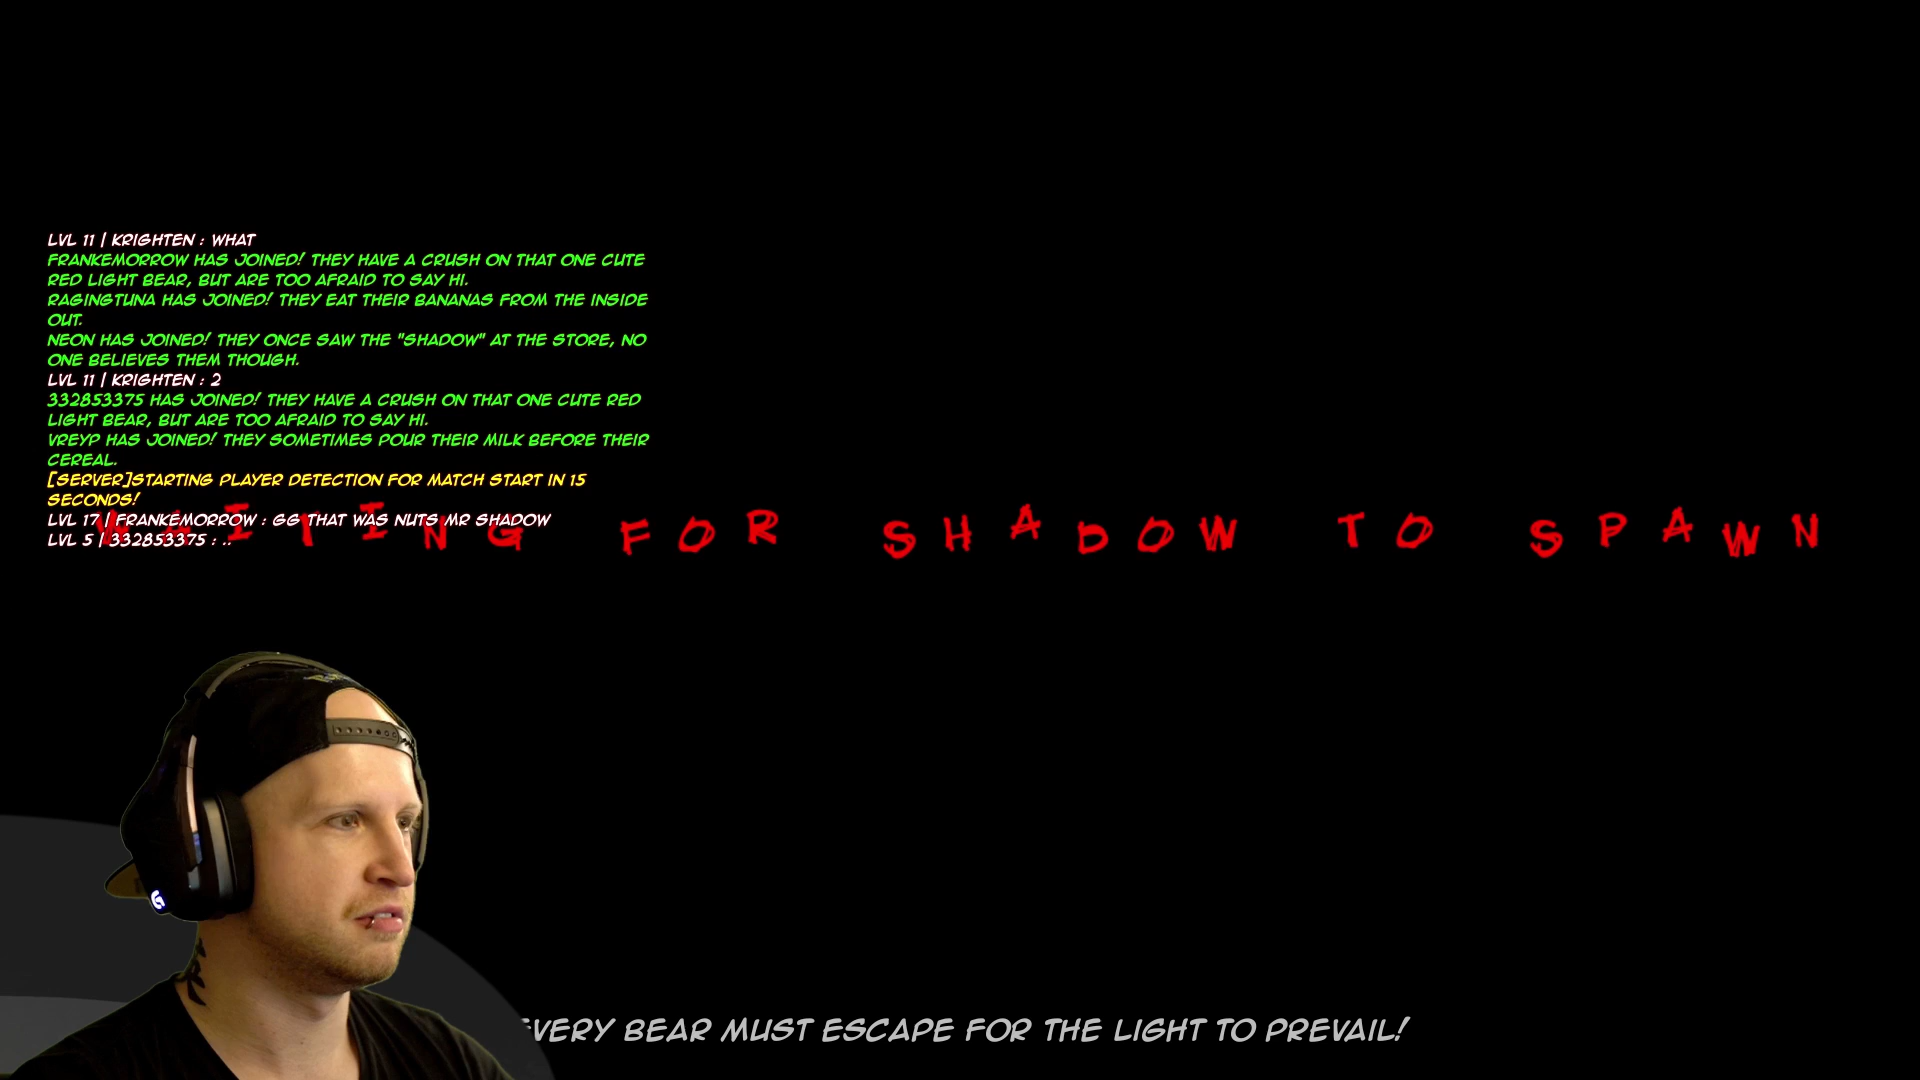 LVL 11 | KRIGHTEN : WHAT
FRANKEMORROW HAS JOINED! THEY HAVE A CRUSH ON THAT ONE CUTE
RED LIGHT BEAR, BUT ARE TOO AFRAID TO SAY HI.
RAGINGTUNA HAS JOINED! THEY EAT THEIR BANANAS FROM THE INSIDE
OUT.
NEON HAS JOINED! THEY ONCE SAW THE "SHADOW" AT THE STORE, NO
ONE BELIEVES THEM THOUGH.
LVL 11 | KRIGHTEN : 2
332853375 HAS JOINED! THEY HAVE A CRUSH ON THAT ONE CUTE RED
LIGHT BEAR, BUT ARE TOO AFRAID TO SAY HI.
VREYP HAS JOINED! THEY SOMETIMES POUR THEIR MILK BEFORE THEIR
CEREAL.
[SERVER]STARTING PLAYER DETECTION FOR MATCH START IN 15
SECONDS!
LVL 17 | FRANKEMORROW : GG THAT WAS NUTS MR SHADOW
LVL 5 | 332853375 : ..
WAITING FOR SHADOW TO SPAWN
EVERY BEAR MUST ESCAPE FOR THE LIGHT TO PREVAIL!
G